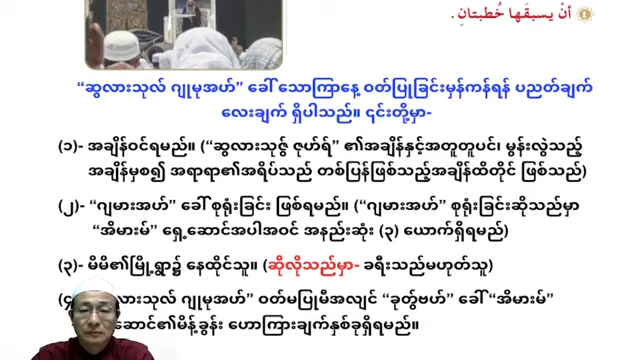 ٤ أنْ يسبقَها خُطبتانِ .
“ဆွလားသုလ် ဂျုမုအဟ်” ခေါ် သောကြာနေ့ ဝတ်ပြုခြင်းမှန်ကန်ရန် ပညတ်ချက်
လေးချက် ရှိပါသည်။ ၎င်းတို့မှာ-
(၁)- အချိန်ဝင်ရမည်။ (“ဆွလားသုဇ် ဇုဟ်ရ်” ၏အချိန်နှင့်အတူတူပင်၊ မွန်းလွဲသည့်
အချိန်မှစ၍ အရာရာ၏အရိပ်သည် တစ်ပြန်ဖြစ်သည့်အချိန်ထိတိုင် ဖြစ်သည်)
(၂)- “ဂျမားအဟ်” ခေါ် စုရုံးခြင်း ဖြစ်ရမည်။ (“ဂျမားအဟ်” စုရုံးခြင်းဆိုသည်မှာ
“အိမားမ်” ရှေ့ဆောင်အပါအဝင် အနည်းဆုံး (၃) ယောက်ရှိရမည်)
(၃)- မိမိ၏မြို့ရွာ၌ နေထိုင်သူ။ (ဆိုလိုသည်မှာ- ခရီးသည်မဟုတ်သူ)
လားသုလ် ဂျုမုအဟ်” ဝတ်မပြုမီအလျင် “ခုတွ်ဗဟ်” ခေါ် “အိမားမ်”
ဆောင်၏မိန့်ခွန်း ဟောကြားချက်နှစ်ခုရှိရမည်။